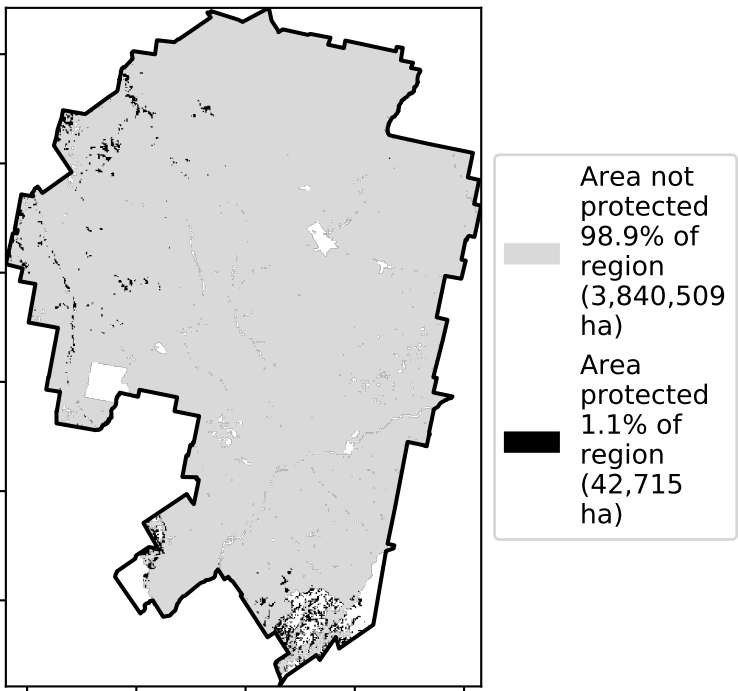 Area not
protected
98.9% of
region
(3,840,509
ha)
Area
protected
1.1% of
region
(42,715
ha)